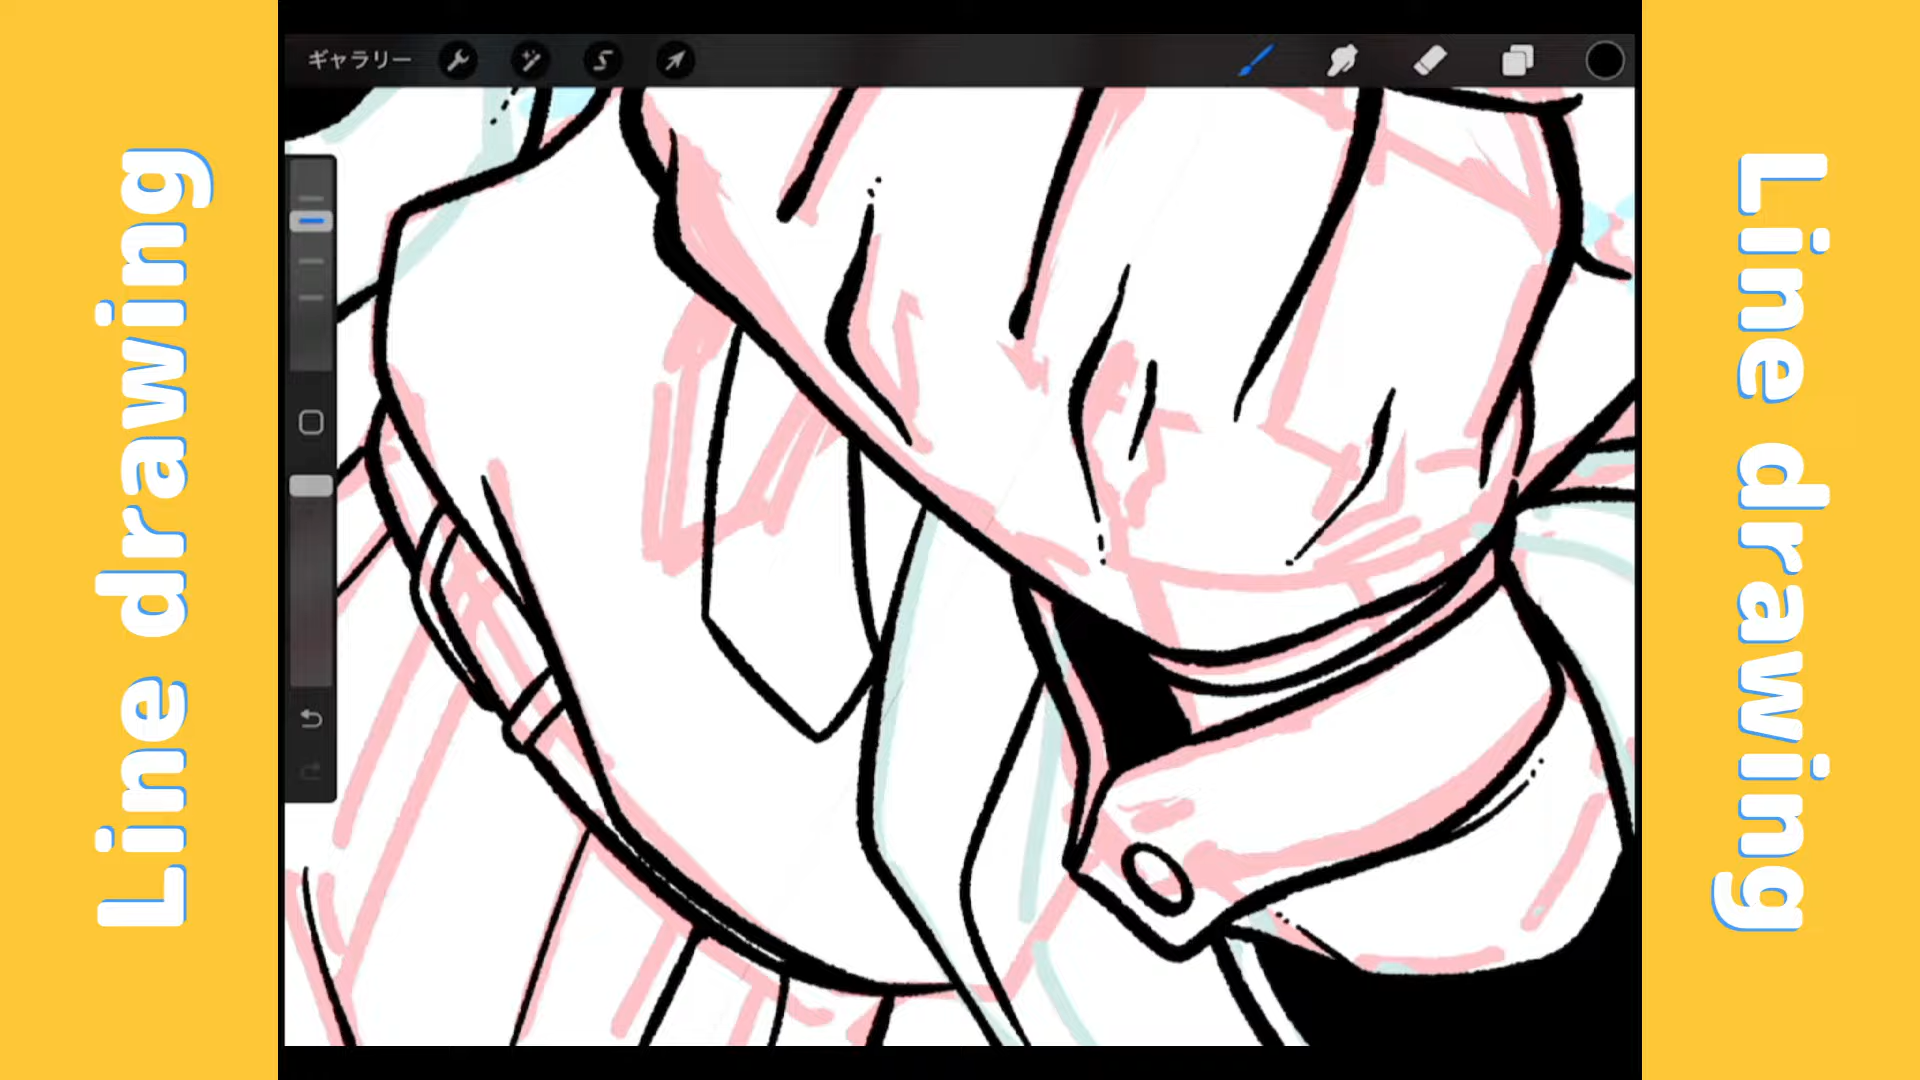 Line drawing
ギャラリー
Line drawing